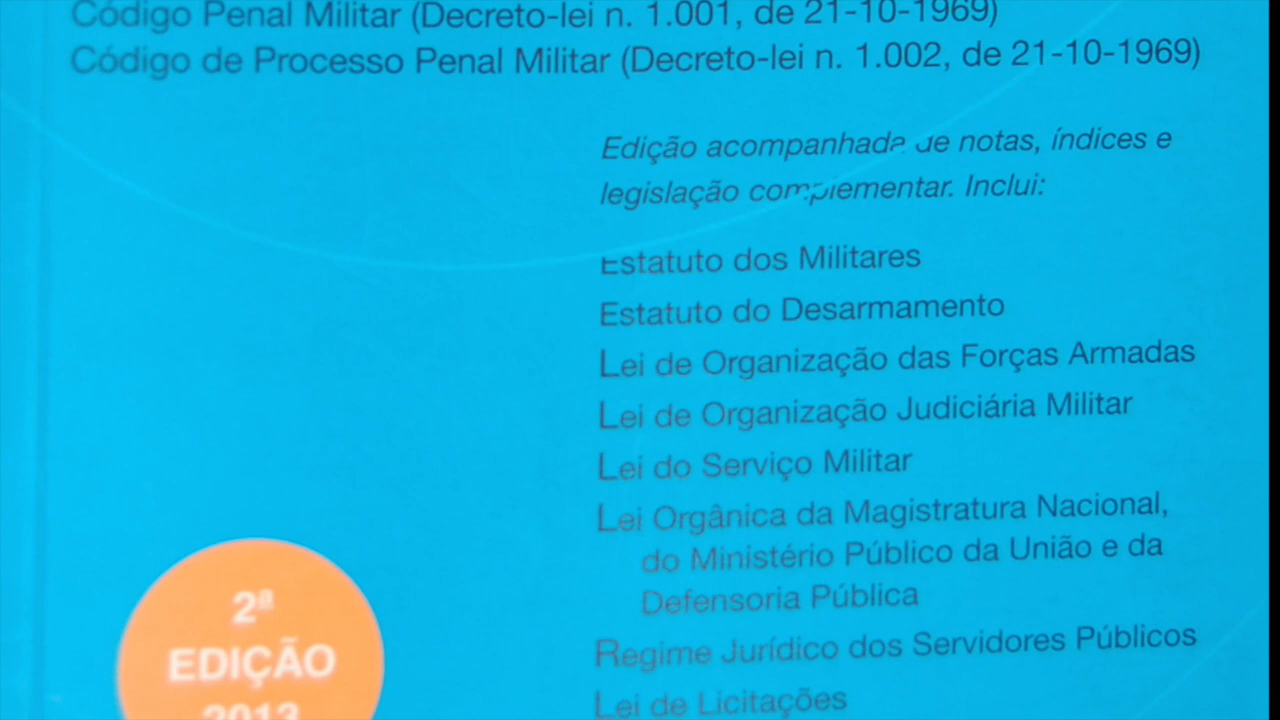 Código Penal Militar (Decreto-lei n. 1.001, de 21-10-1969)
Código de Processo Penal Militar (Decreto-lei n. 1.002, de 21-10-1969)
Edição acompanhada de notas, índices e
legislação complementar. Inclui:
Estatuto dos Militares
Estatuto do Desarmamento
Lei de Organização das Forças Armadas
Lei de Organização Judiciária Militar
Lei do Serviço Militar
Lei Orgânica da Magistratura Nacional,
do Ministério Público da União e da
Defensoria Pública
Regime Jurídico dos Servidores Públicos
Lei de Licitações
2ª
EDIÇÃO
2013